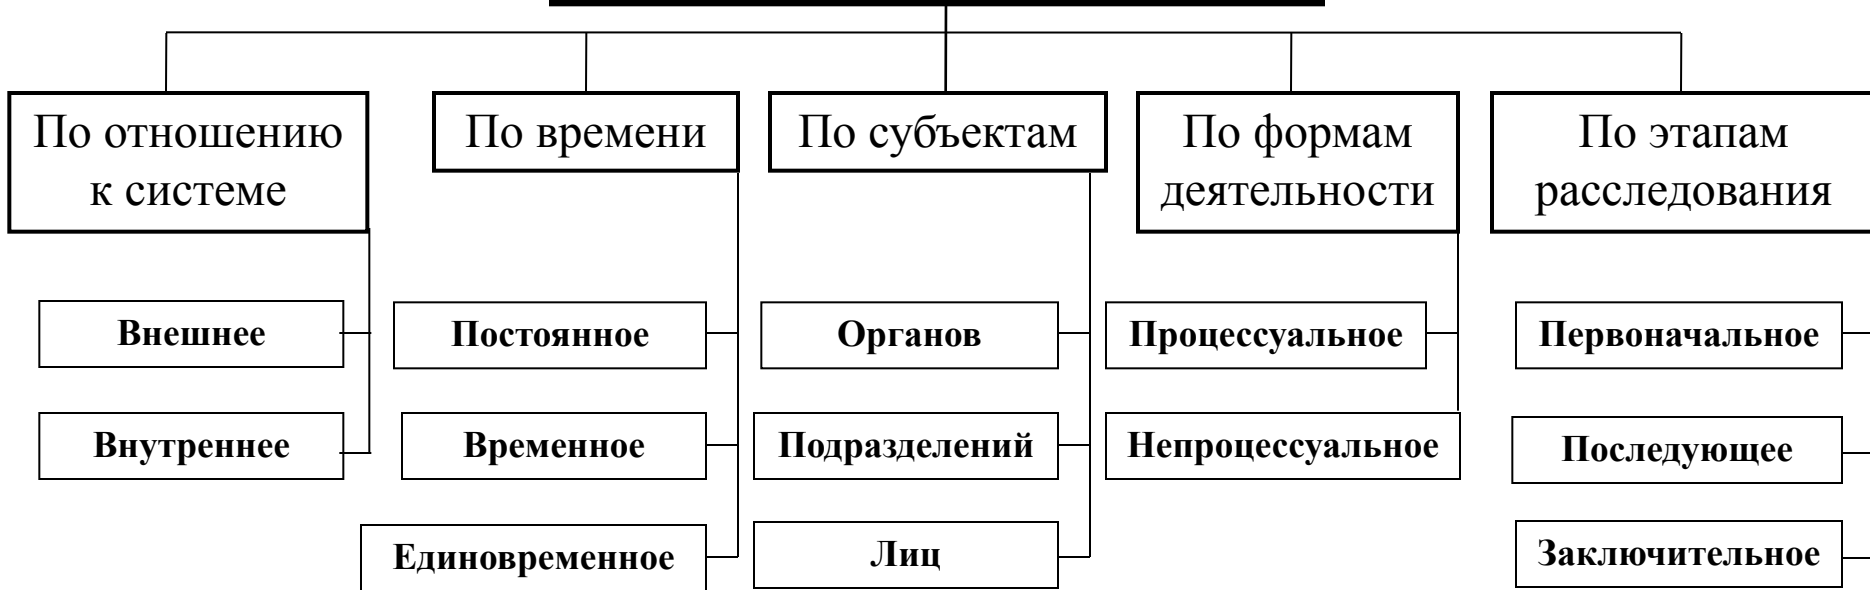 По отношению
к системе
По времени
По субъектам
По формам
деятельности
По этапам
расследования
Внешнее
Постоянное
Органов
Процессуальное
Первоначальное
Внутреннее
Временное
Подразделений
Непроцессуальное
Последующее
Единовременное
Лиц
Заключительное